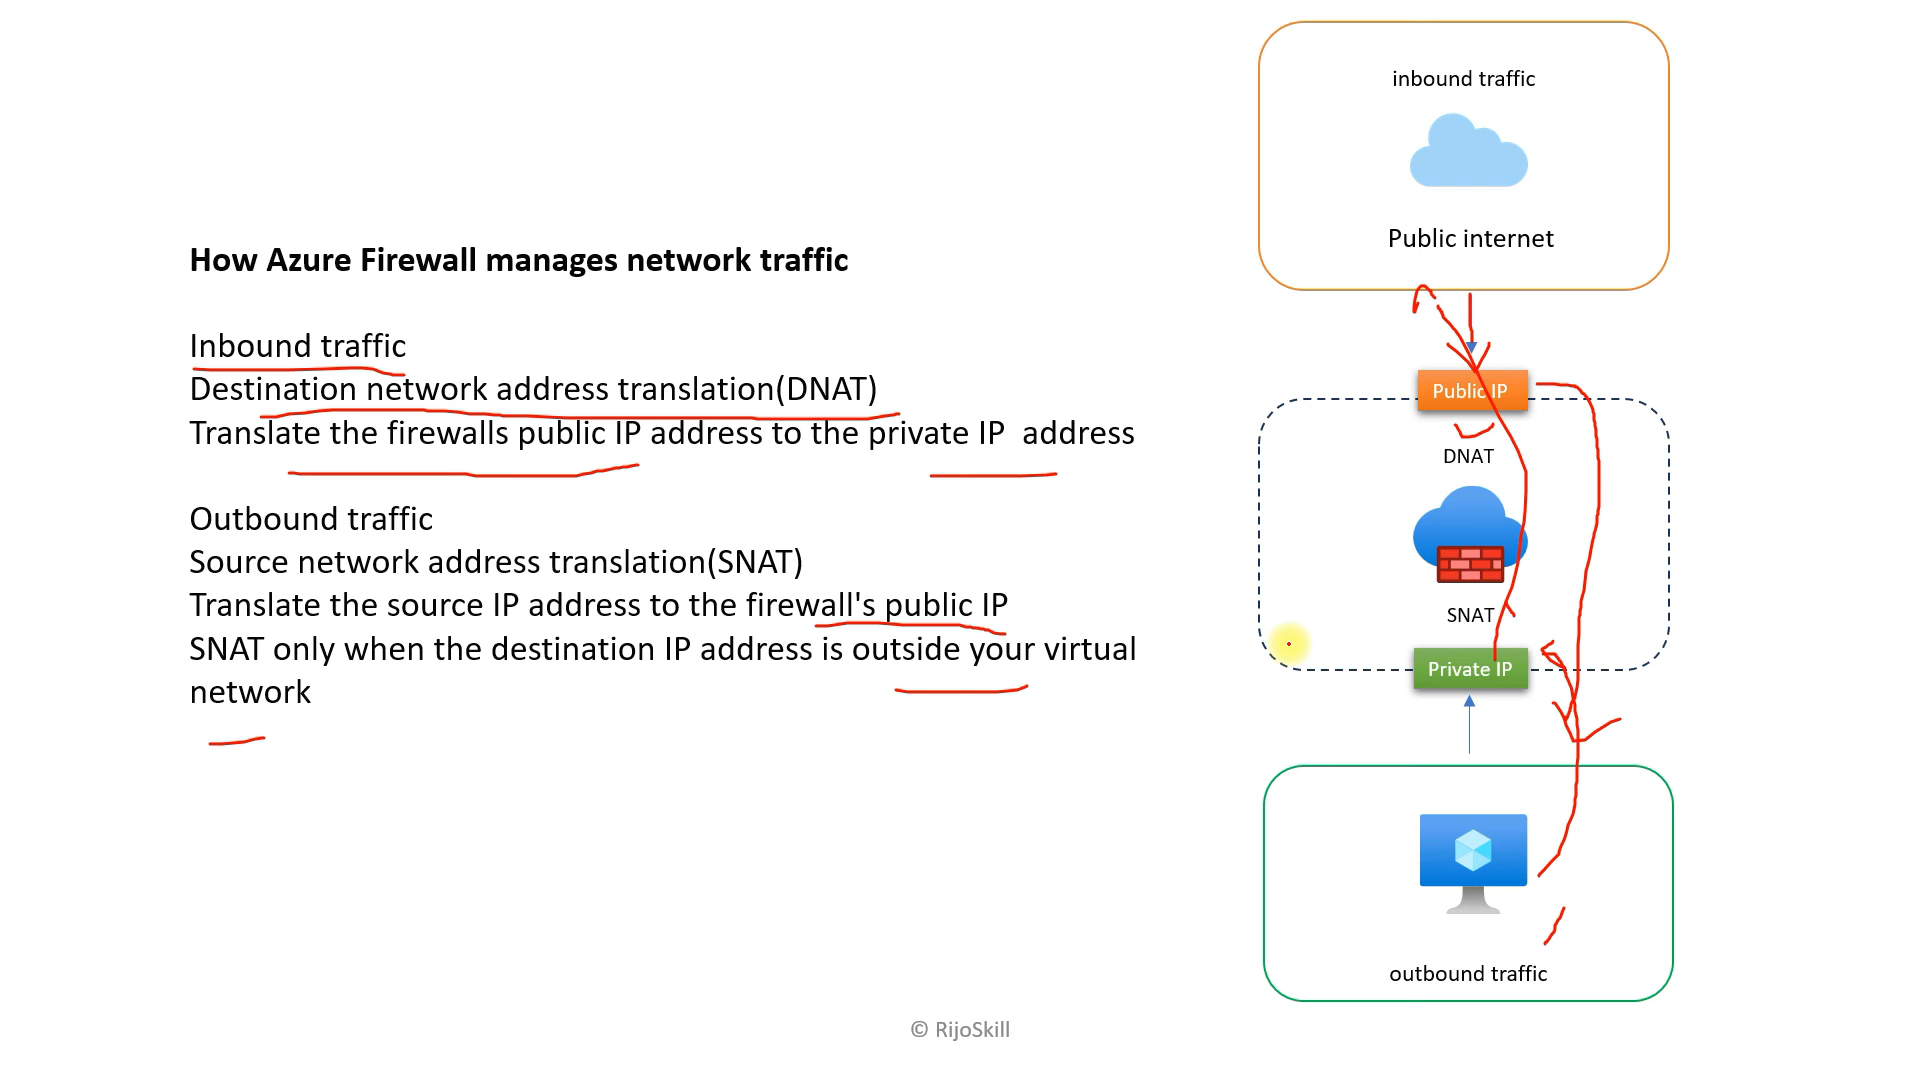 How Azure Firewall manages network traffic
Inbound traffic
Destination network address translation(DNAT)
Translate the firewalls public IP address to the private IP  address
Outbound traffic
Source network address translation(SNAT)
Translate the source IP address to the firewall's public IP
SNAT only when the destination IP address is outside your virtual
network
inbound traffic
Public internet
Public IP
DNAT
SNAT
Private IP
outbound traffic
© RijoSkill